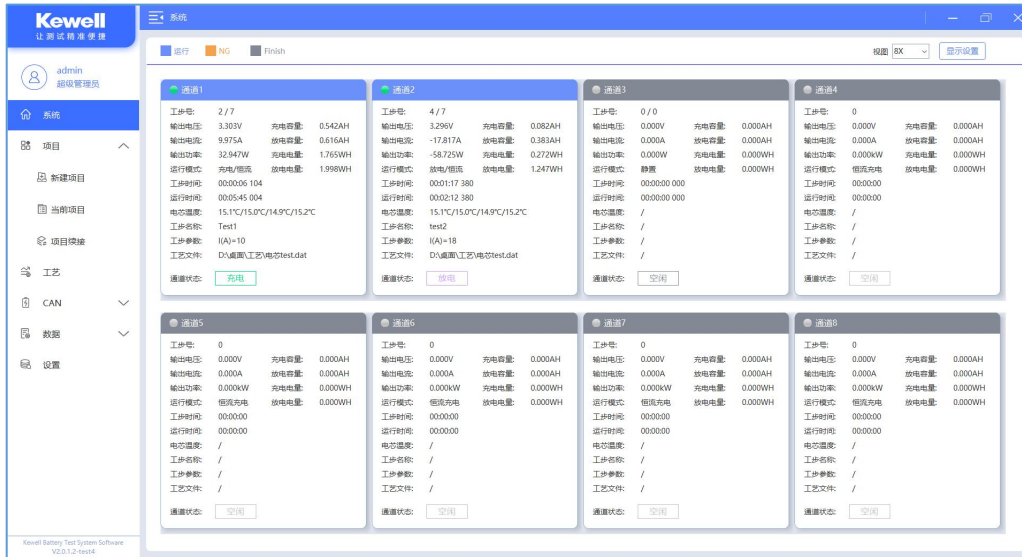 Kewell
让测试精准便捷
系统
运行 NG Finish
视图 8X 显示设置
admin
超级管理员
系统
项目
新建项目
当前项目
项目续接
工艺
CAN
数据
设置
Kewell Battery Test System Software
V2.0.1.2-test4
通道1
工步号: 2 / 7
输出电压: 3.303V 充电容量: 0.542AH
输出电流: 9.975A 放电容量: 0.616AH
输出功率: 32.947W 充电电量: 1.765WH
运行模式: 充电/恒流 放电电量: 1.998WH
工步时间: 00:00:06 104
运行时间: 00:05:45 004
电芯温度: 15.1°C/15.0°C/14.9°C/15.2°C
工步名称: Test1
工步参数: I(A)=10
工艺文件: D:\桌面\工艺\电芯test.dat
通道状态: 充电
通道2
工步号: 4 / 7
输出电压: 3.296V 充电容量: 0.082AH
输出电流: -17.817A 放电容量: 0.383AH
输出功率: -58.725W 充电电量: 0.272WH
运行模式: 放电/恒流 放电电量: 1.247WH
工步时间: 00:01:17 380
运行时间: 00:02:12 380
电芯温度: 15.1°C/15.0°C/14.9°C/15.2°C
工步名称: test2
工步参数: I(A)=18
工艺文件: D:\桌面\工艺\电芯test.dat
通道状态: 放电
通道3
工步号: 0 / 0
输出电压: 0.000V 充电容量: 0.000AH
输出电流: 0.000A 放电容量: 0.000AH
输出功率: 0.000W 充电电量: 0.000WH
运行模式: 静置 放电电量: 0.000WH
工步时间: 00:00:00 000
运行时间: 00:00:00 000
电芯温度: /
工步名称: /
工步参数: /
工艺文件: /
通道状态: 空闲
通道4
工步号: 0
输出电压: 0.000V 充电容量: 0.000AH
输出电流: 0.000A 放电容量: 0.000AH
输出功率: 0.000kW 充电电量: 0.000WH
运行模式: 恒流充电 放电电量: 0.000WH
工步时间: 00:00:00
运行时间: 00:00:00
电芯温度: /
工步名称: /
工步参数: /
工艺文件: /
通道状态: 空闲
通道5
工步号: 0
输出电压: 0.000V 充电容量: 0.000AH
输出电流: 0.000A 放电容量: 0.000AH
输出功率: 0.000kW 充电电量: 0.000WH
运行模式: 恒流充电 放电电量: 0.000WH
工步时间: 00:00:00
运行时间: 00:00:00
电芯温度: /
工步名称: /
工步参数: /
工艺文件: /
通道状态: 空闲
通道6
工步号: 0
输出电压: 0.000V 充电容量: 0.000AH
输出电流: 0.000A 放电容量: 0.000AH
输出功率: 0.000kW 充电电量: 0.000WH
运行模式: 恒流充电 放电电量: 0.000WH
工步时间: 00:00:00
运行时间: 00:00:00
电芯温度: /
工步名称: /
工步参数: /
工艺文件: /
通道状态: 空闲
通道7
工步号: 0
输出电压: 0.000V 充电容量: 0.000AH
输出电流: 0.000A 放电容量: 0.000AH
输出功率: 0.000kW 充电电量: 0.000WH
运行模式: 恒流充电 放电电量: 0.000WH
工步时间: 00:00:00
运行时间: 00:00:00
电芯温度: /
工步名称: /
工步参数: /
工艺文件: /
通道状态: 空闲
通道8
工步号: 0
输出电压: 0.000V 充电容量: 0.000AH
输出电流: 0.000A 放电容量: 0.000AH
输出功率: 0.000kW 充电电量: 0.000WH
运行模式: 恒流充电 放电电量: 0.000WH
工步时间: 00:00:00
运行时间: 00:00:00
电芯温度: /
工步名称: /
工步参数: /
工艺文件: /
通道状态: 空闲